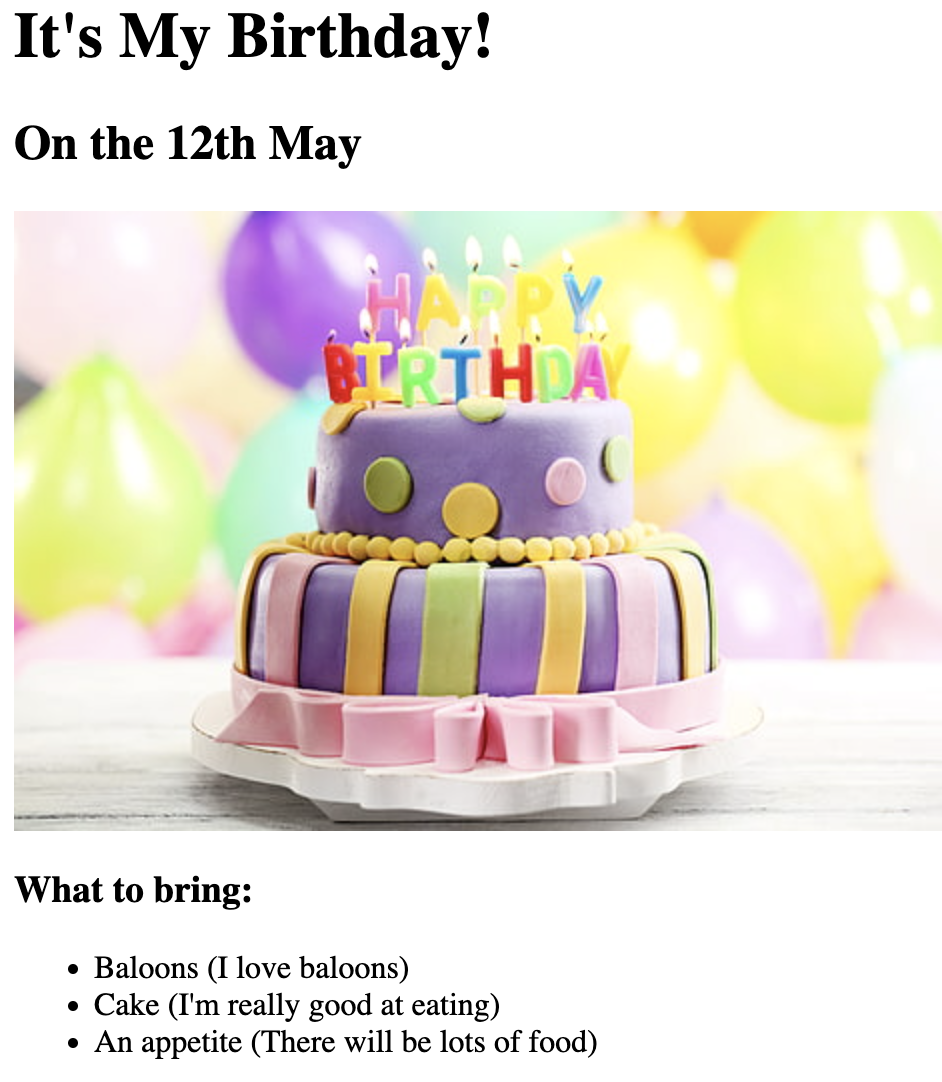 It's My Birthday!
On the 12th May
HAPPY
BIRTHDAY
What to bring:
Baloons (I love baloons)
Cake (I'm really good at eating)
An appetite (There will be lots of food)